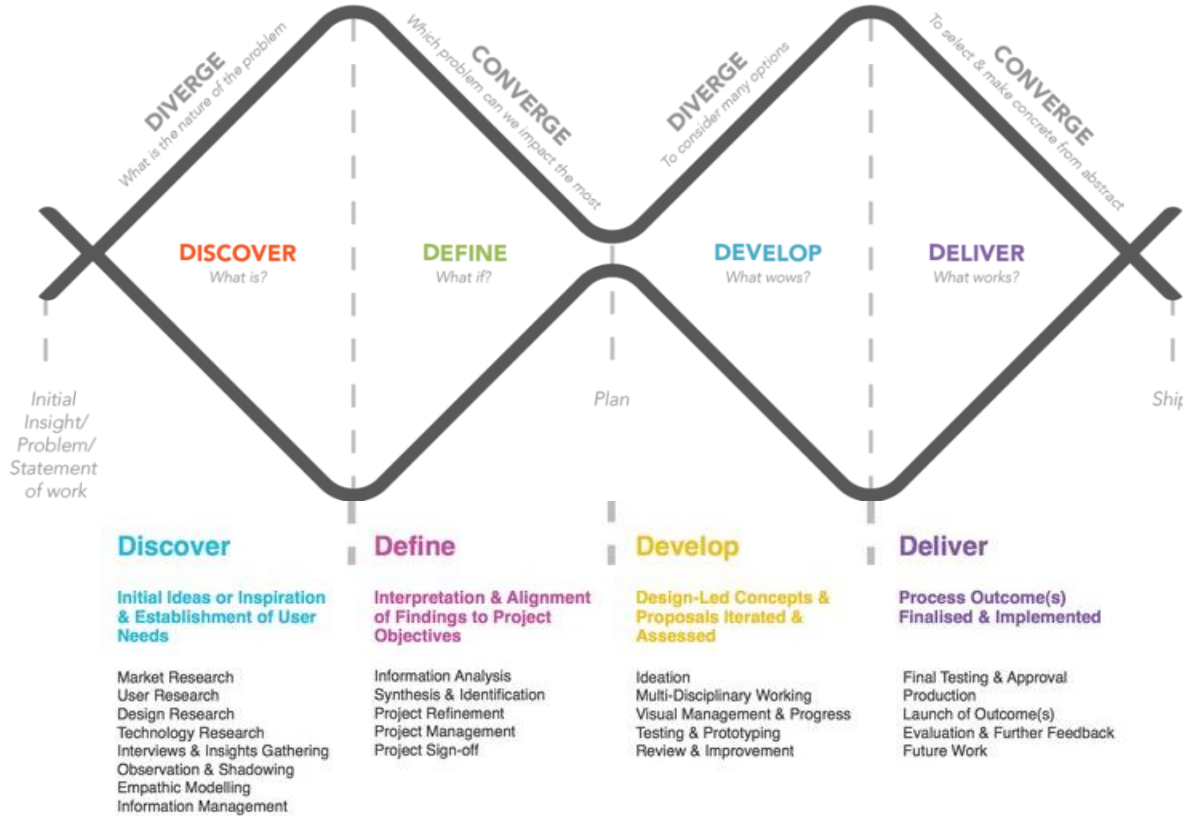 DIVERGE
What is the nature of the problem
CONVERGE
Which problem can we impact the most
DIVERGE
To consider many options
CONVERGE
To select & make concrete from abstract
DISCOVER
What is?
DEFINE
What if?
DEVELOP
What wows?
DELIVER
What works?
Initial
Insight/
Problem/
Statement
of work
Plan
Ship
Discover
Initial Ideas or Inspiration
& Establishment of User
Needs
Market Research
User Research
Design Research
Technology Research
Interviews & Insights Gathering
Observation & Shadowing
Empathic Modelling
Information Management
Define
Interpretation & Alignment
of Findings to Project
Objectives
Information Analysis
Synthesis & Identification
Project Refinement
Project Management
Project Sign-off
Develop
Design-Led Concepts &
Proposals Iterated &
Assessed
Ideation
Multi-Disciplinary Working
Visual Management & Progress
Testing & Prototyping
Review & Improvement
Deliver
Process Outcome(s)
Finalised & Implemented
Final Testing & Approval
Production
Launch of Outcome(s)
Evaluation & Further Feedback
Future Work